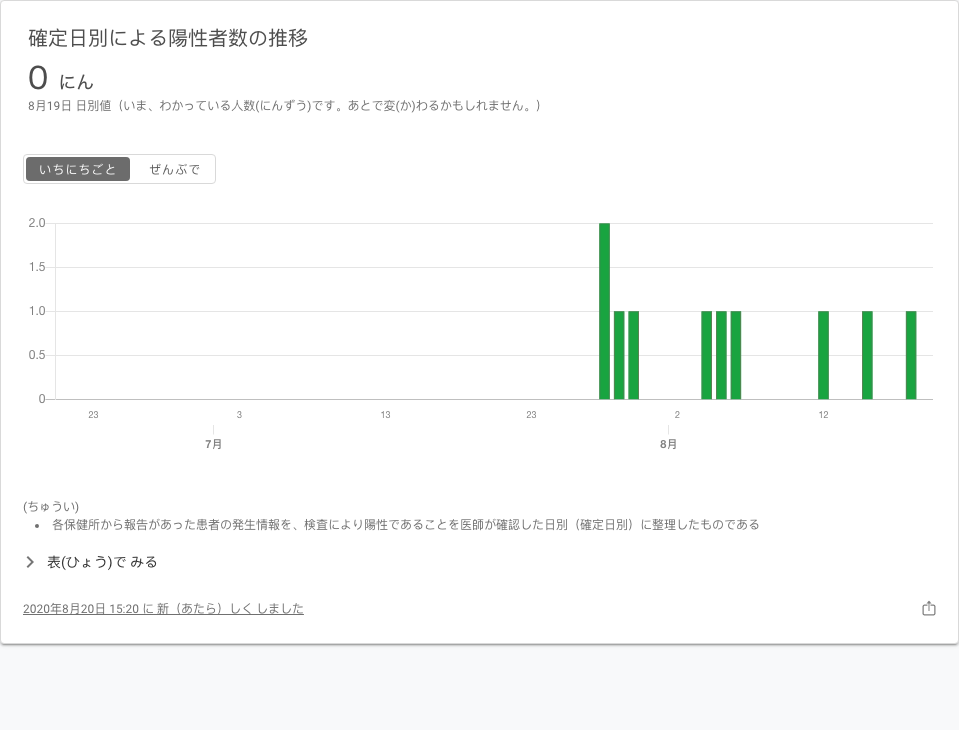 確定日別による陽性者数の推移
0 にん
8月19日 日別値（いま、わかっている人数(にんずう)です。あとで変(か)わるかもしれません。）
いちにちごと ぜんぶで
2.0
1.5
1.0
0.5
0
23 3 13 23 2 12
7月 8月
(ちゅうい)
• 各保健所から報告があった患者の発生情報を、検査により陽性であることを医師が確認した日別（確定日別）に整理したものである
表(ひょう)で みる
2020年8月20日 15:20 に 新（あたら）しく しました